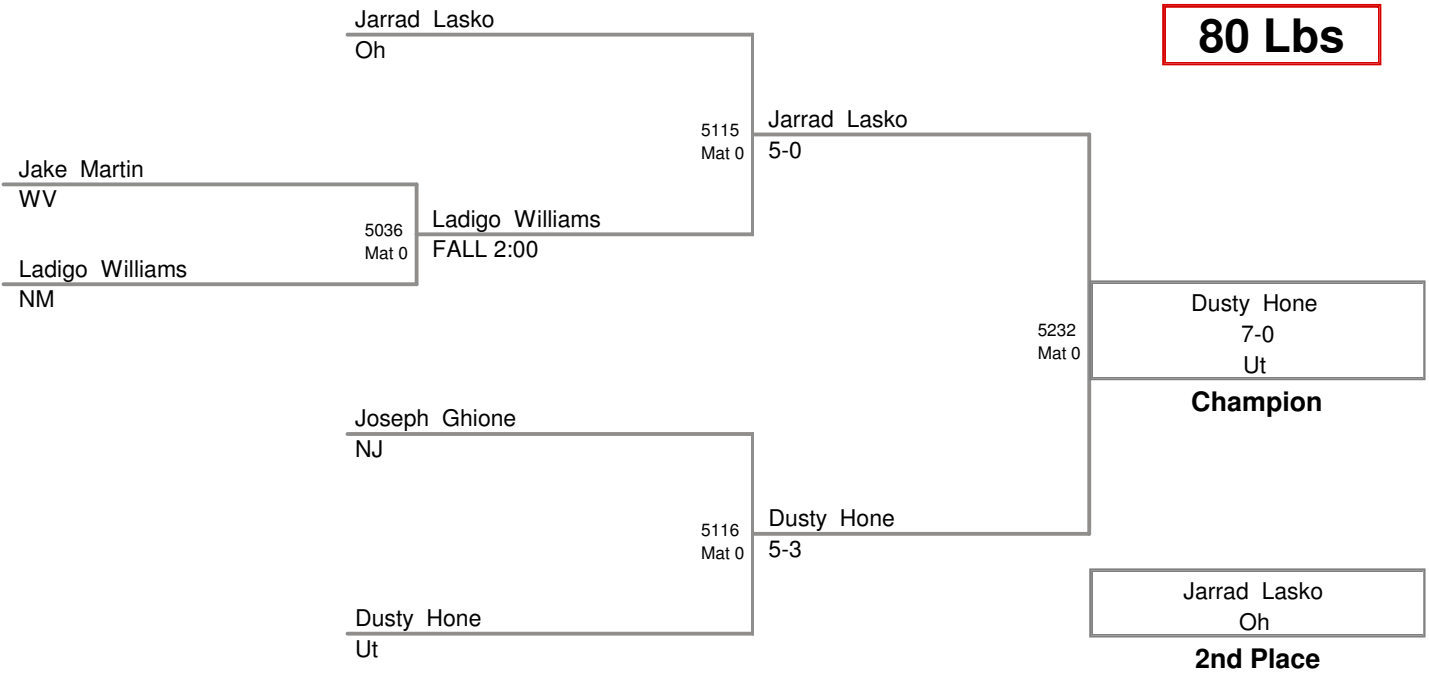 Jarrad Lasko
Oh
80 Lbs
5115
Mat 0
Jarrad Lasko
5-0
Jake Martin
WV
5036
Mat 0
Ladigo Williams
FALL 2:00
Ladigo Williams
NM
Dusty Hone
7-0
Ut
Champion
5232
Mat 0
Joseph Ghione
NJ
5116
Mat 0
Dusty Hone
5-3
Dusty Hone
Ut
Jarrad Lasko
Oh
2nd Place